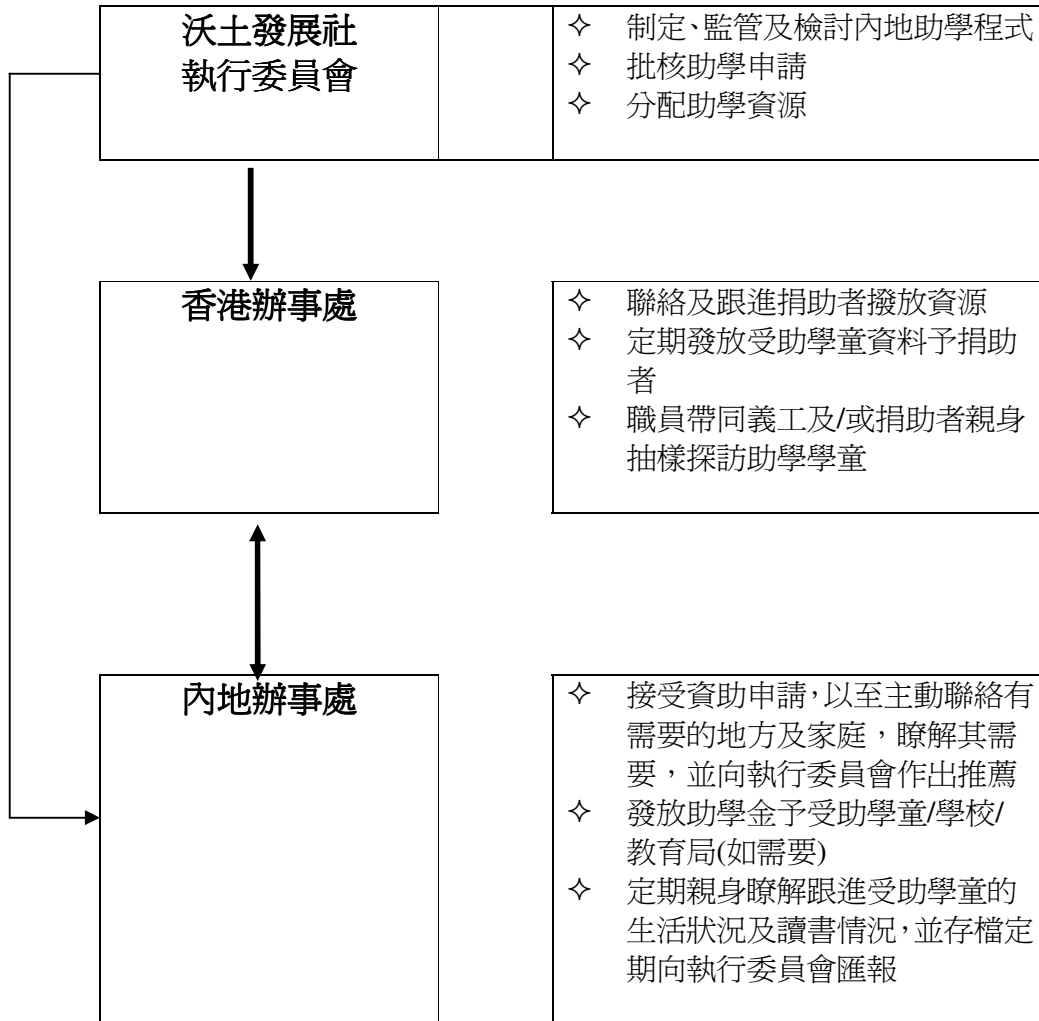 沃土發展社
執行委員會
✧ 制定、監管及檢討內地助學程式
✧ 批核助學申請
✧ 分配助學資源
香港辦事處
✧ 聯絡及跟進捐助者撥放資源
✧ 定期發放受助學童資料予捐助
者
✧ 職員帶同義工及/或捐助者親身
抽樣探訪助學學童
內地辦事處
✧ 接受資助申請，以至主動聯絡有
需要的地方及家庭，瞭解其需
要，並向執行委員會作出推薦
✧ 發放助學金予受助學童/學校/
教育局(如需要)
✧ 定期親身瞭解跟進受助學童的
生活狀況及讀書情況，並存檔定
期向執行委員會匯報